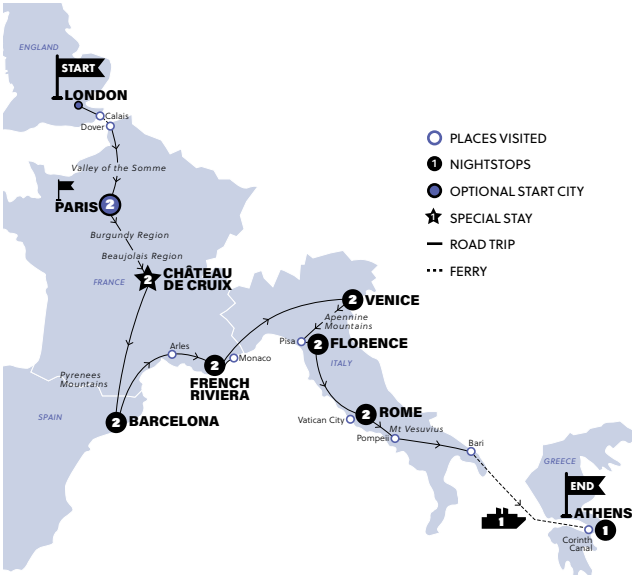 ENGLAND
START
LONDON
Calais
Dover
Valley of the Somme
2
PARIS
Burgundy Region
Beaujolais Region
FRANCE
2
CHÂTEAU
DE CRUIX
Arles
2
FRENCH
RIVIERA
Monaco
Pyrenees
Mountains
SPAIN
2
BARCELONA
2
VENICE
Apennine
Mountains
Pisa
2
FLORENCE
ITALY
2
ROME
Vatican City
Mt Vesuvius
Pompeii
Bari
1
GREECE
END
ATHENS
1
Corinth
Canal
PLACES VISITED
1
NIGHTSTOPS
OPTIONAL START CITY
1
SPECIAL STAY
ROAD TRIP
FERRY